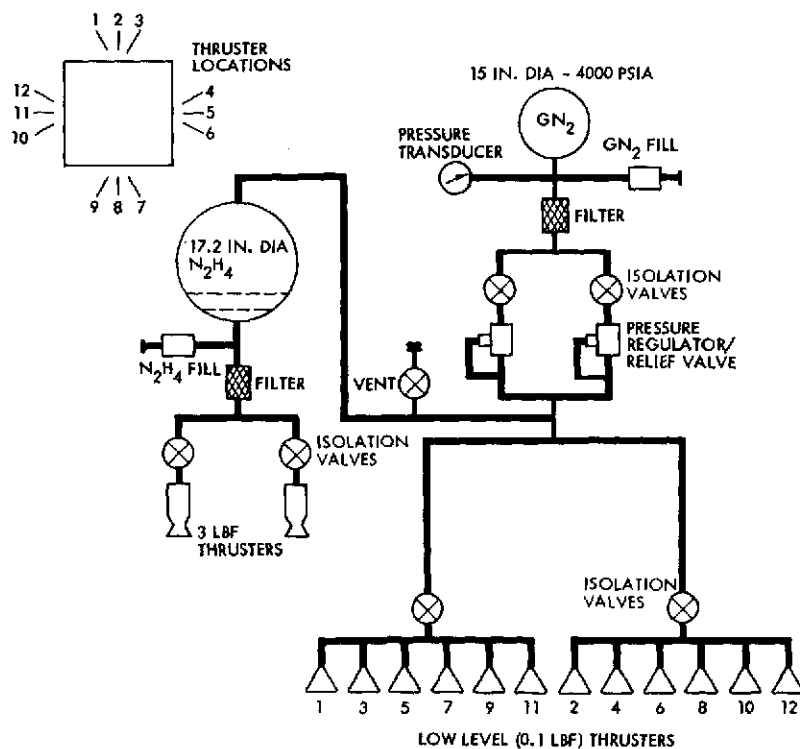 1 2 3
THRUSTER
LOCATIONS
12
11
10
4
5
6
9 8 7
15 IN. DIA - 4000 PSIA
GN2
PRESSURE
TRANSDUCER
GN2 FILL
FILTER
17.2 IN. DIA
N2H4
ISOLATION
VALVES
PRESSURE
REGULATOR/
RELIEF VALVE
N2H4 FILL
FILTER
VENT
ISOLATION
VALVES
3 LBF
THRUSTERS
ISOLATION
VALVES
1 3 5 7 9 11 2 4 6 8 10 12
LOW LEVEL (0.1 LBF) THRUSTERS